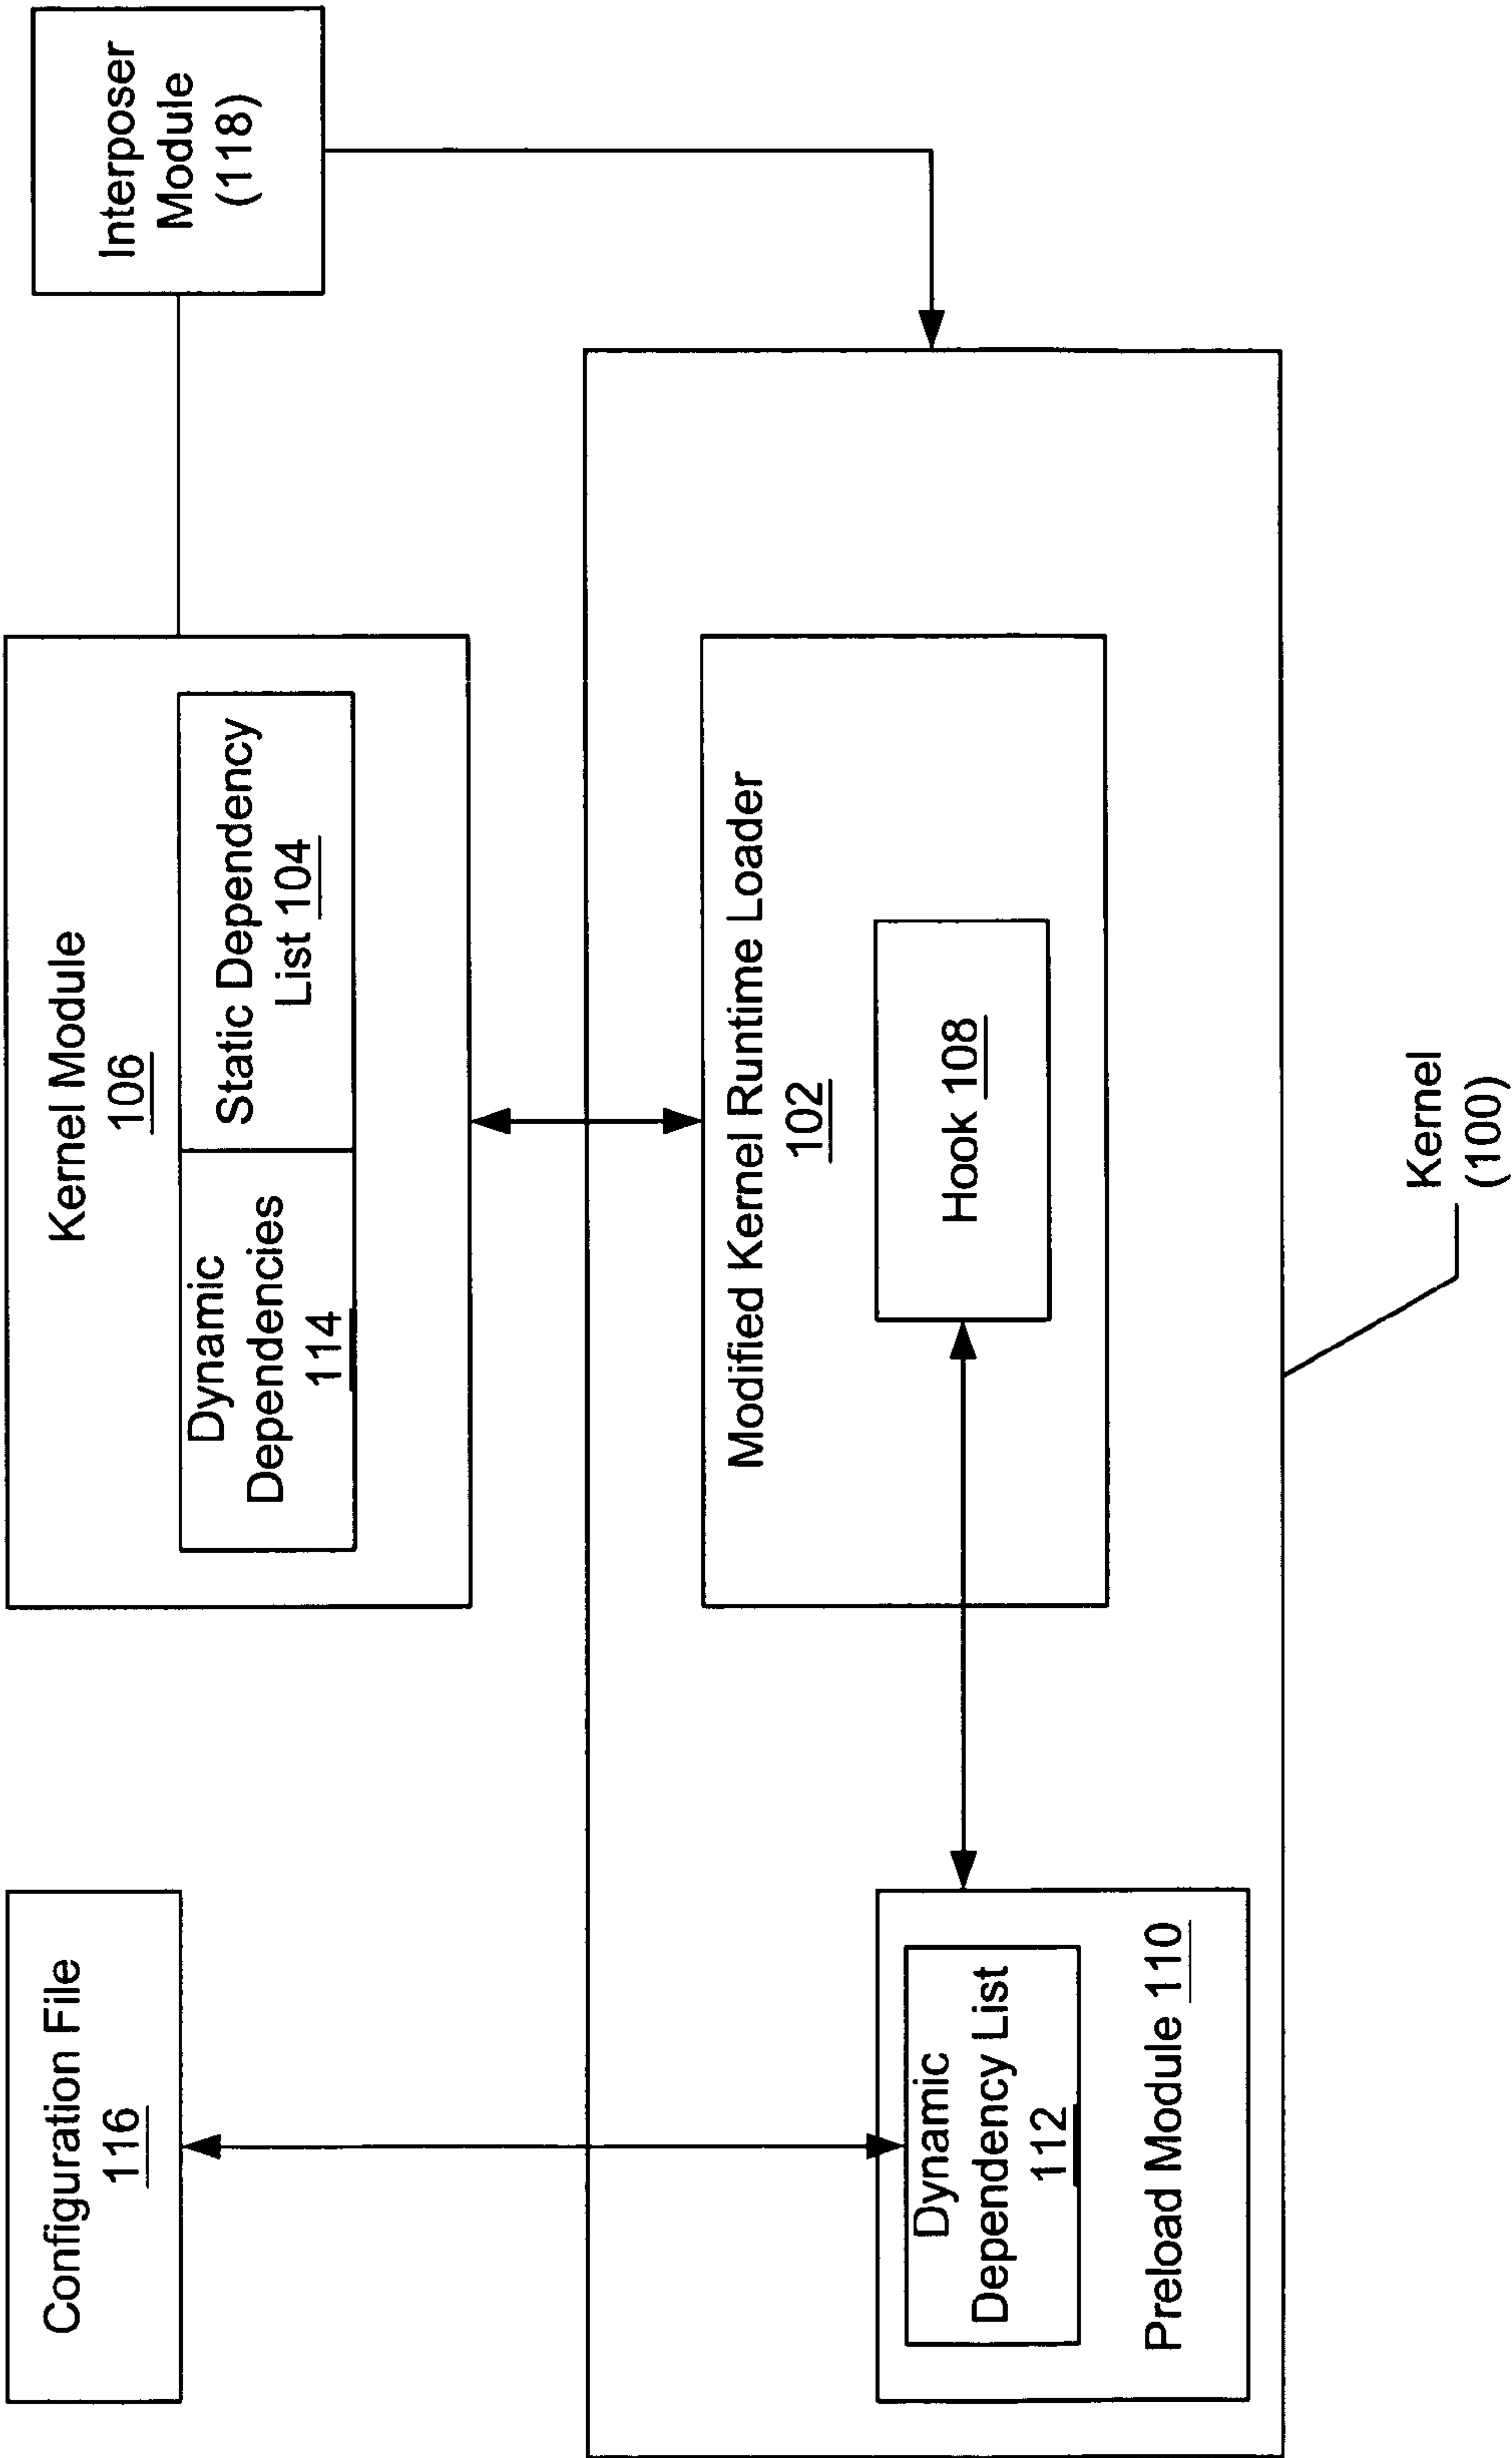 Configuration File
116
Kernel Module
106
Dynamic
Dependencies
114
Static Dependency
List 104
Interposer
Module
(118)
Modified Kernel Runtime Loader
102
Hook 108
Dynamic
Dependency List
112
Preload Module 110
Kernel
(100)